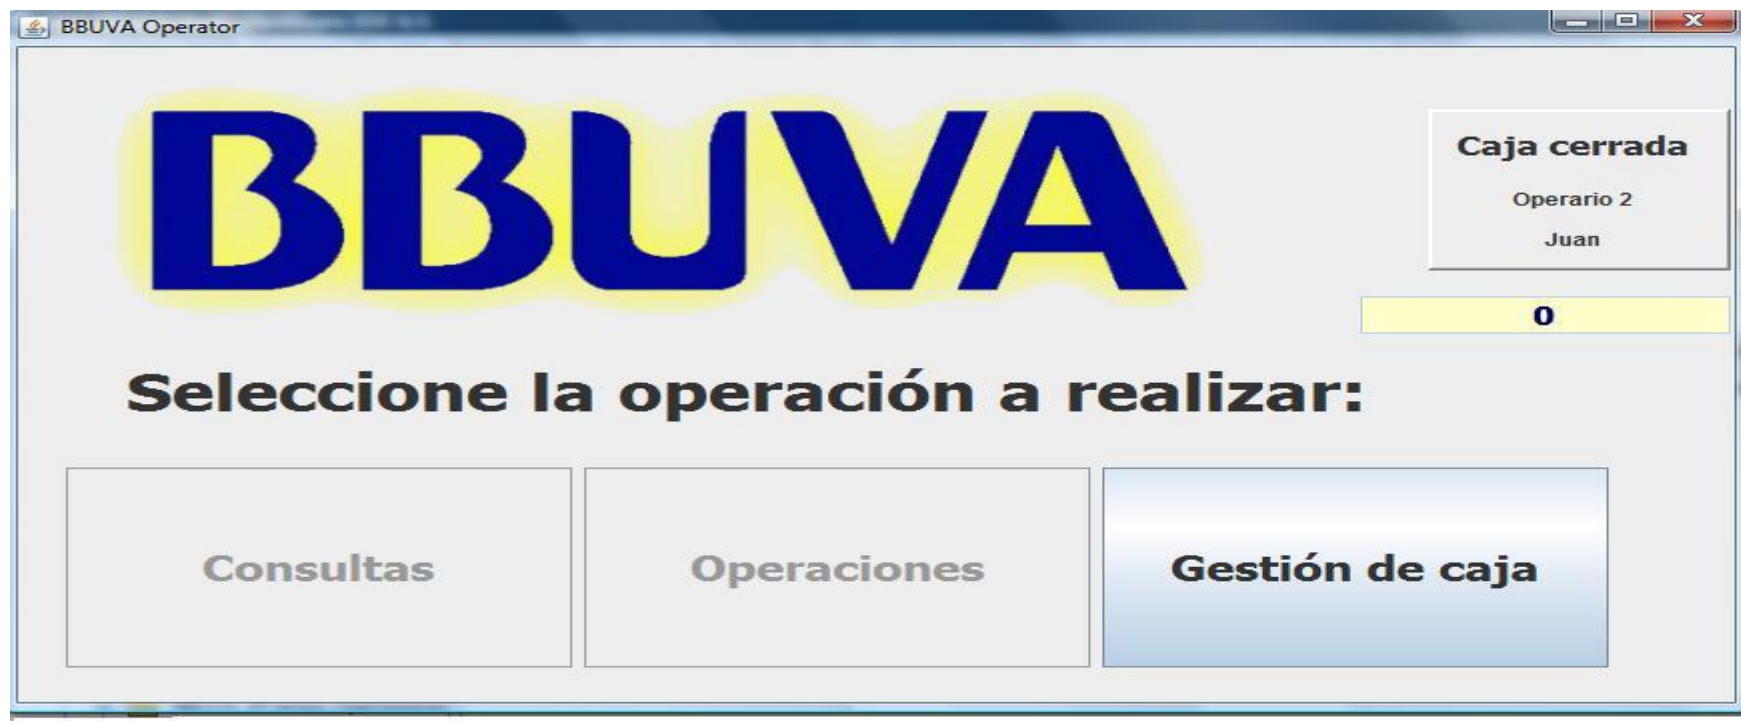 BBUVA Operator
BBUVA
Caja cerrada
Operario 2
Juan
0
Seleccione la operación a realizar:
Consultas
Operaciones
Gestión de caja